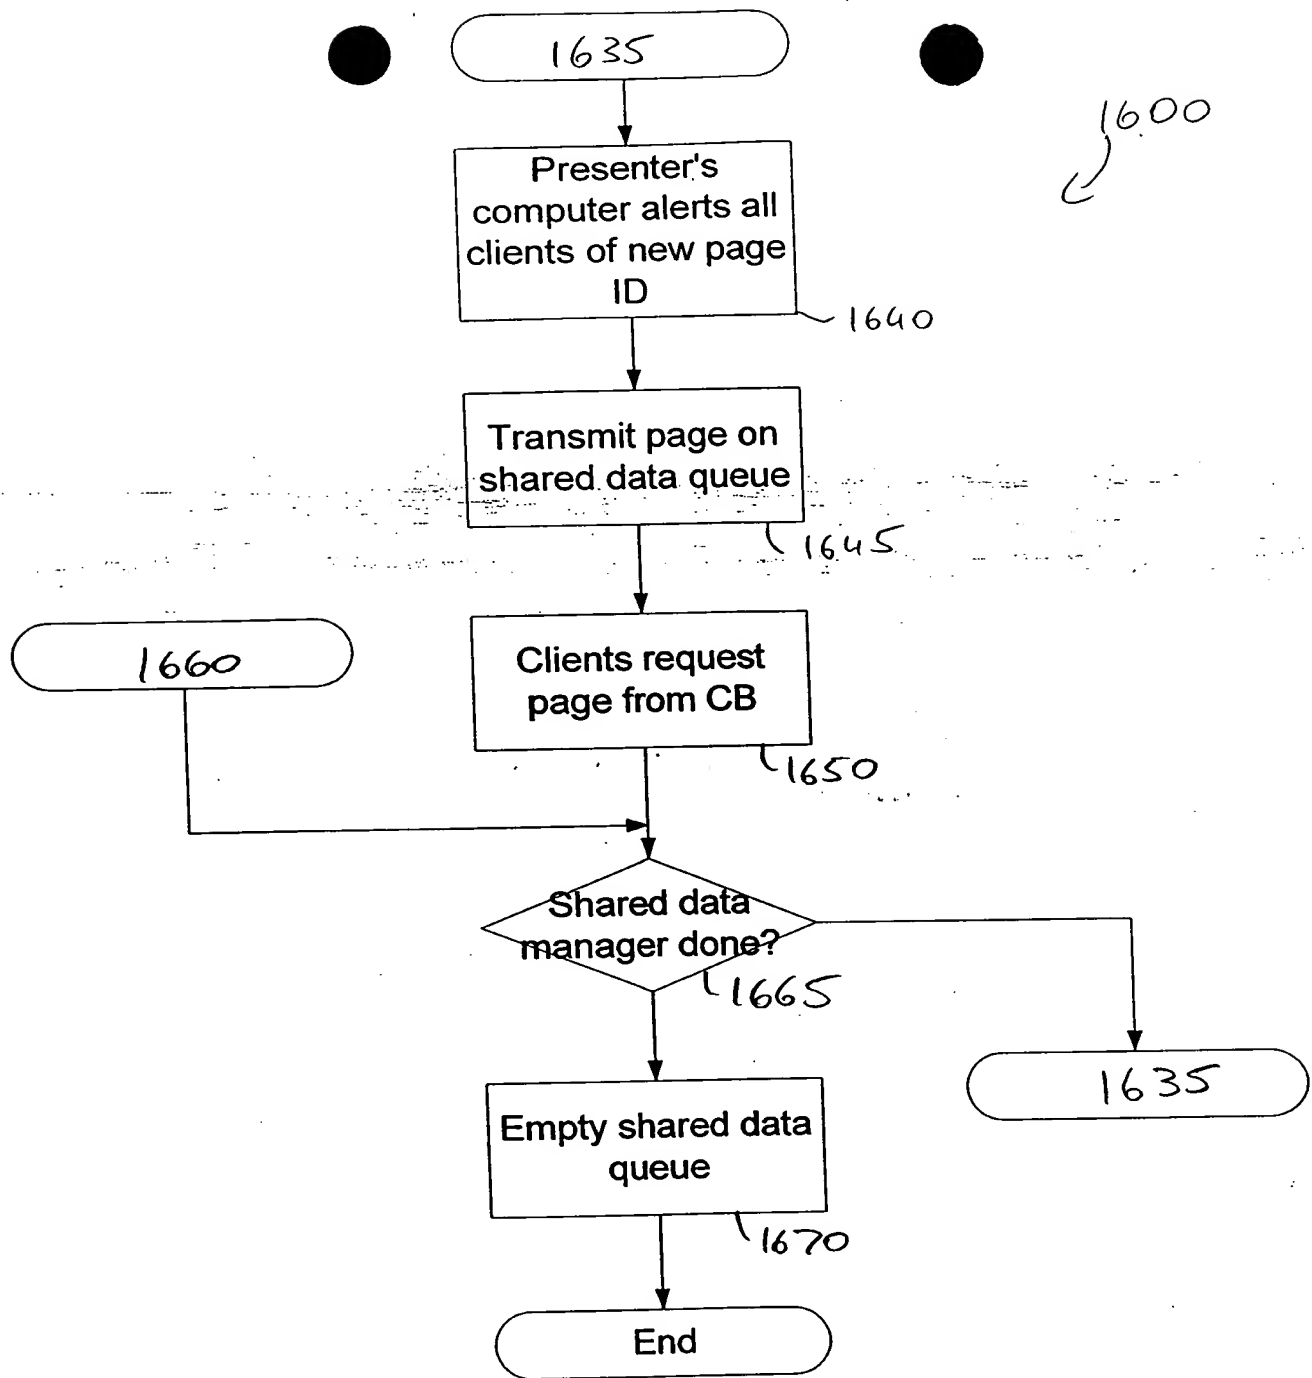 1635
1600
Presenter's
computer alerts all
clients of new page
ID
1640
Transmit page on
shared data queue
1645
1660
Clients request
page from CB
1650
Shared data
manager done?
1665
1635
Empty shared data
queue
1670
End